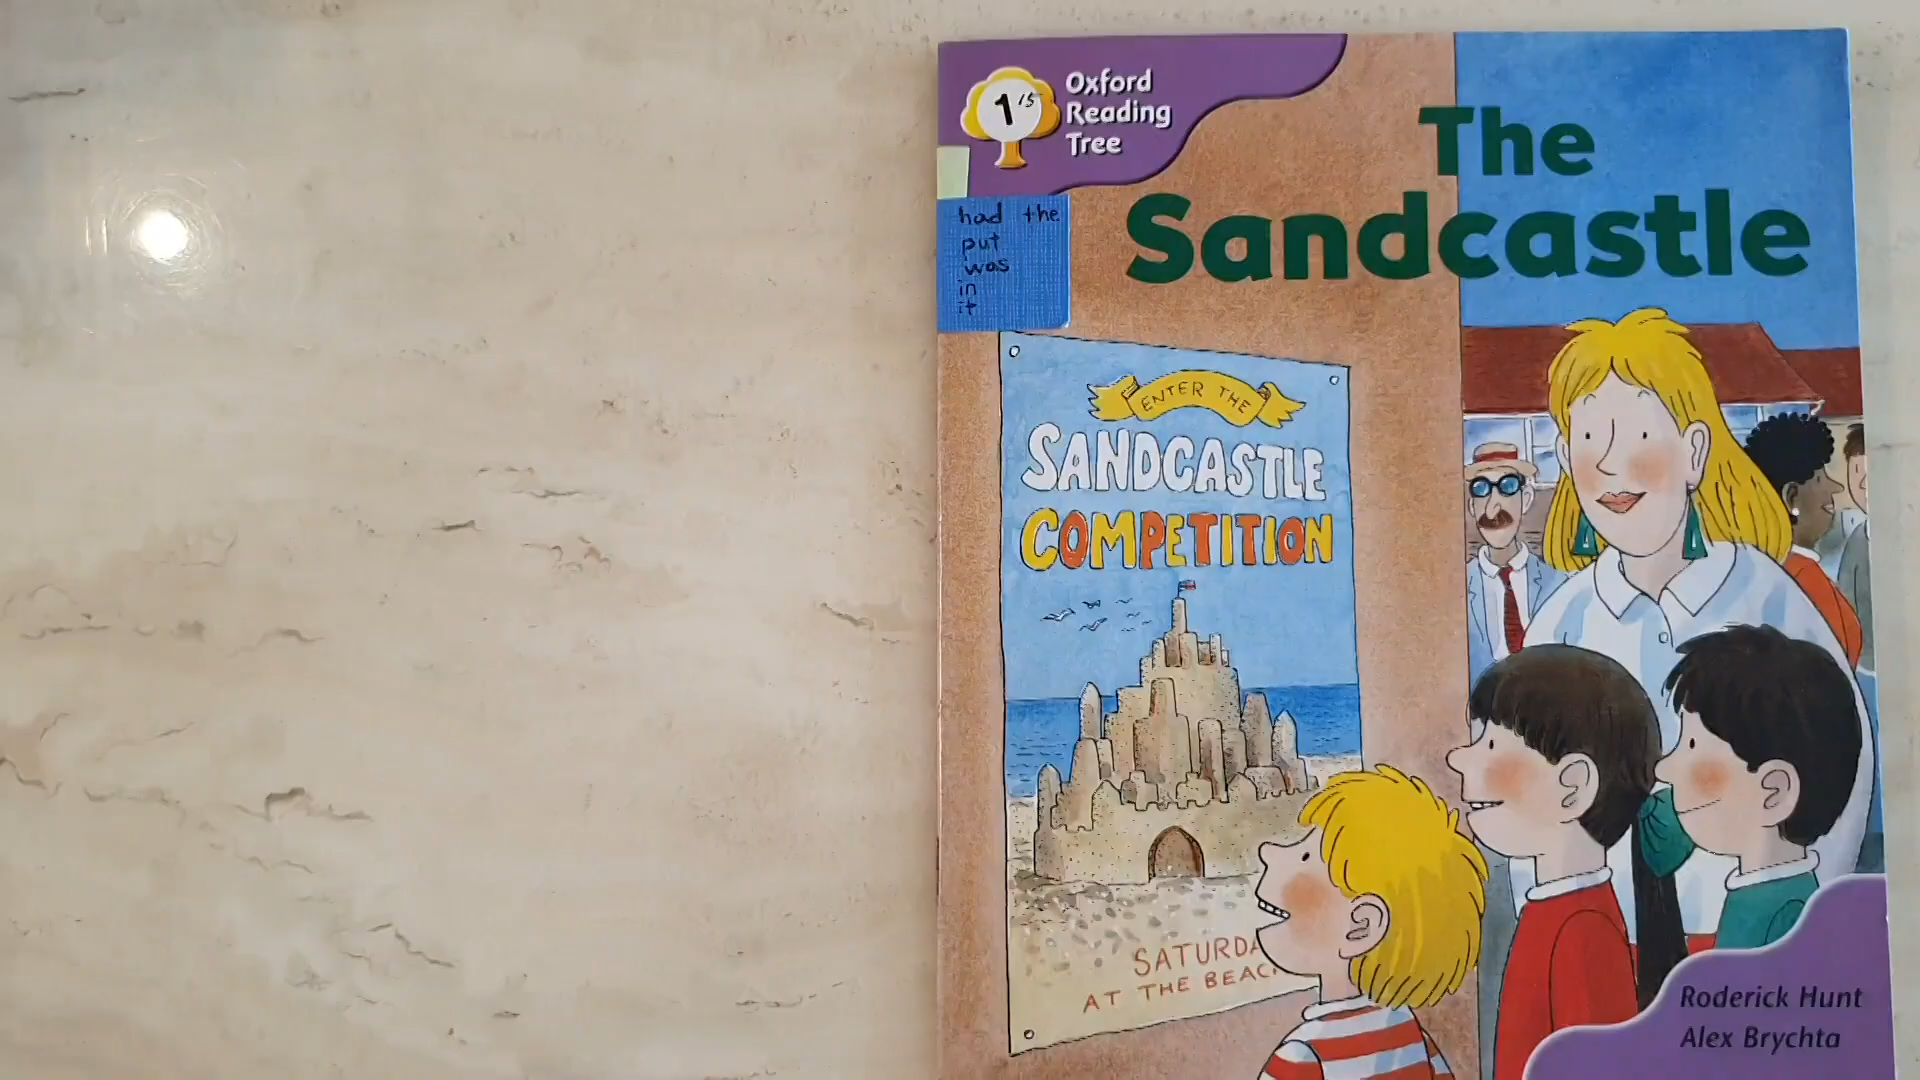 1 15
Oxford
Reading
Tree
The
Sandcastle
had the
put
was
in
it
ENTER THE
SANDCASTLE
COMPETITION
SATURDA
AT THE BEAC
Roderick Hunt
Alex Brychta